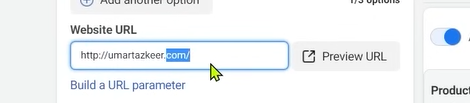 Add another option 1/3 options
Website URL
http://umartazkeer.com/ Preview URL
Build a URL parameter
Product